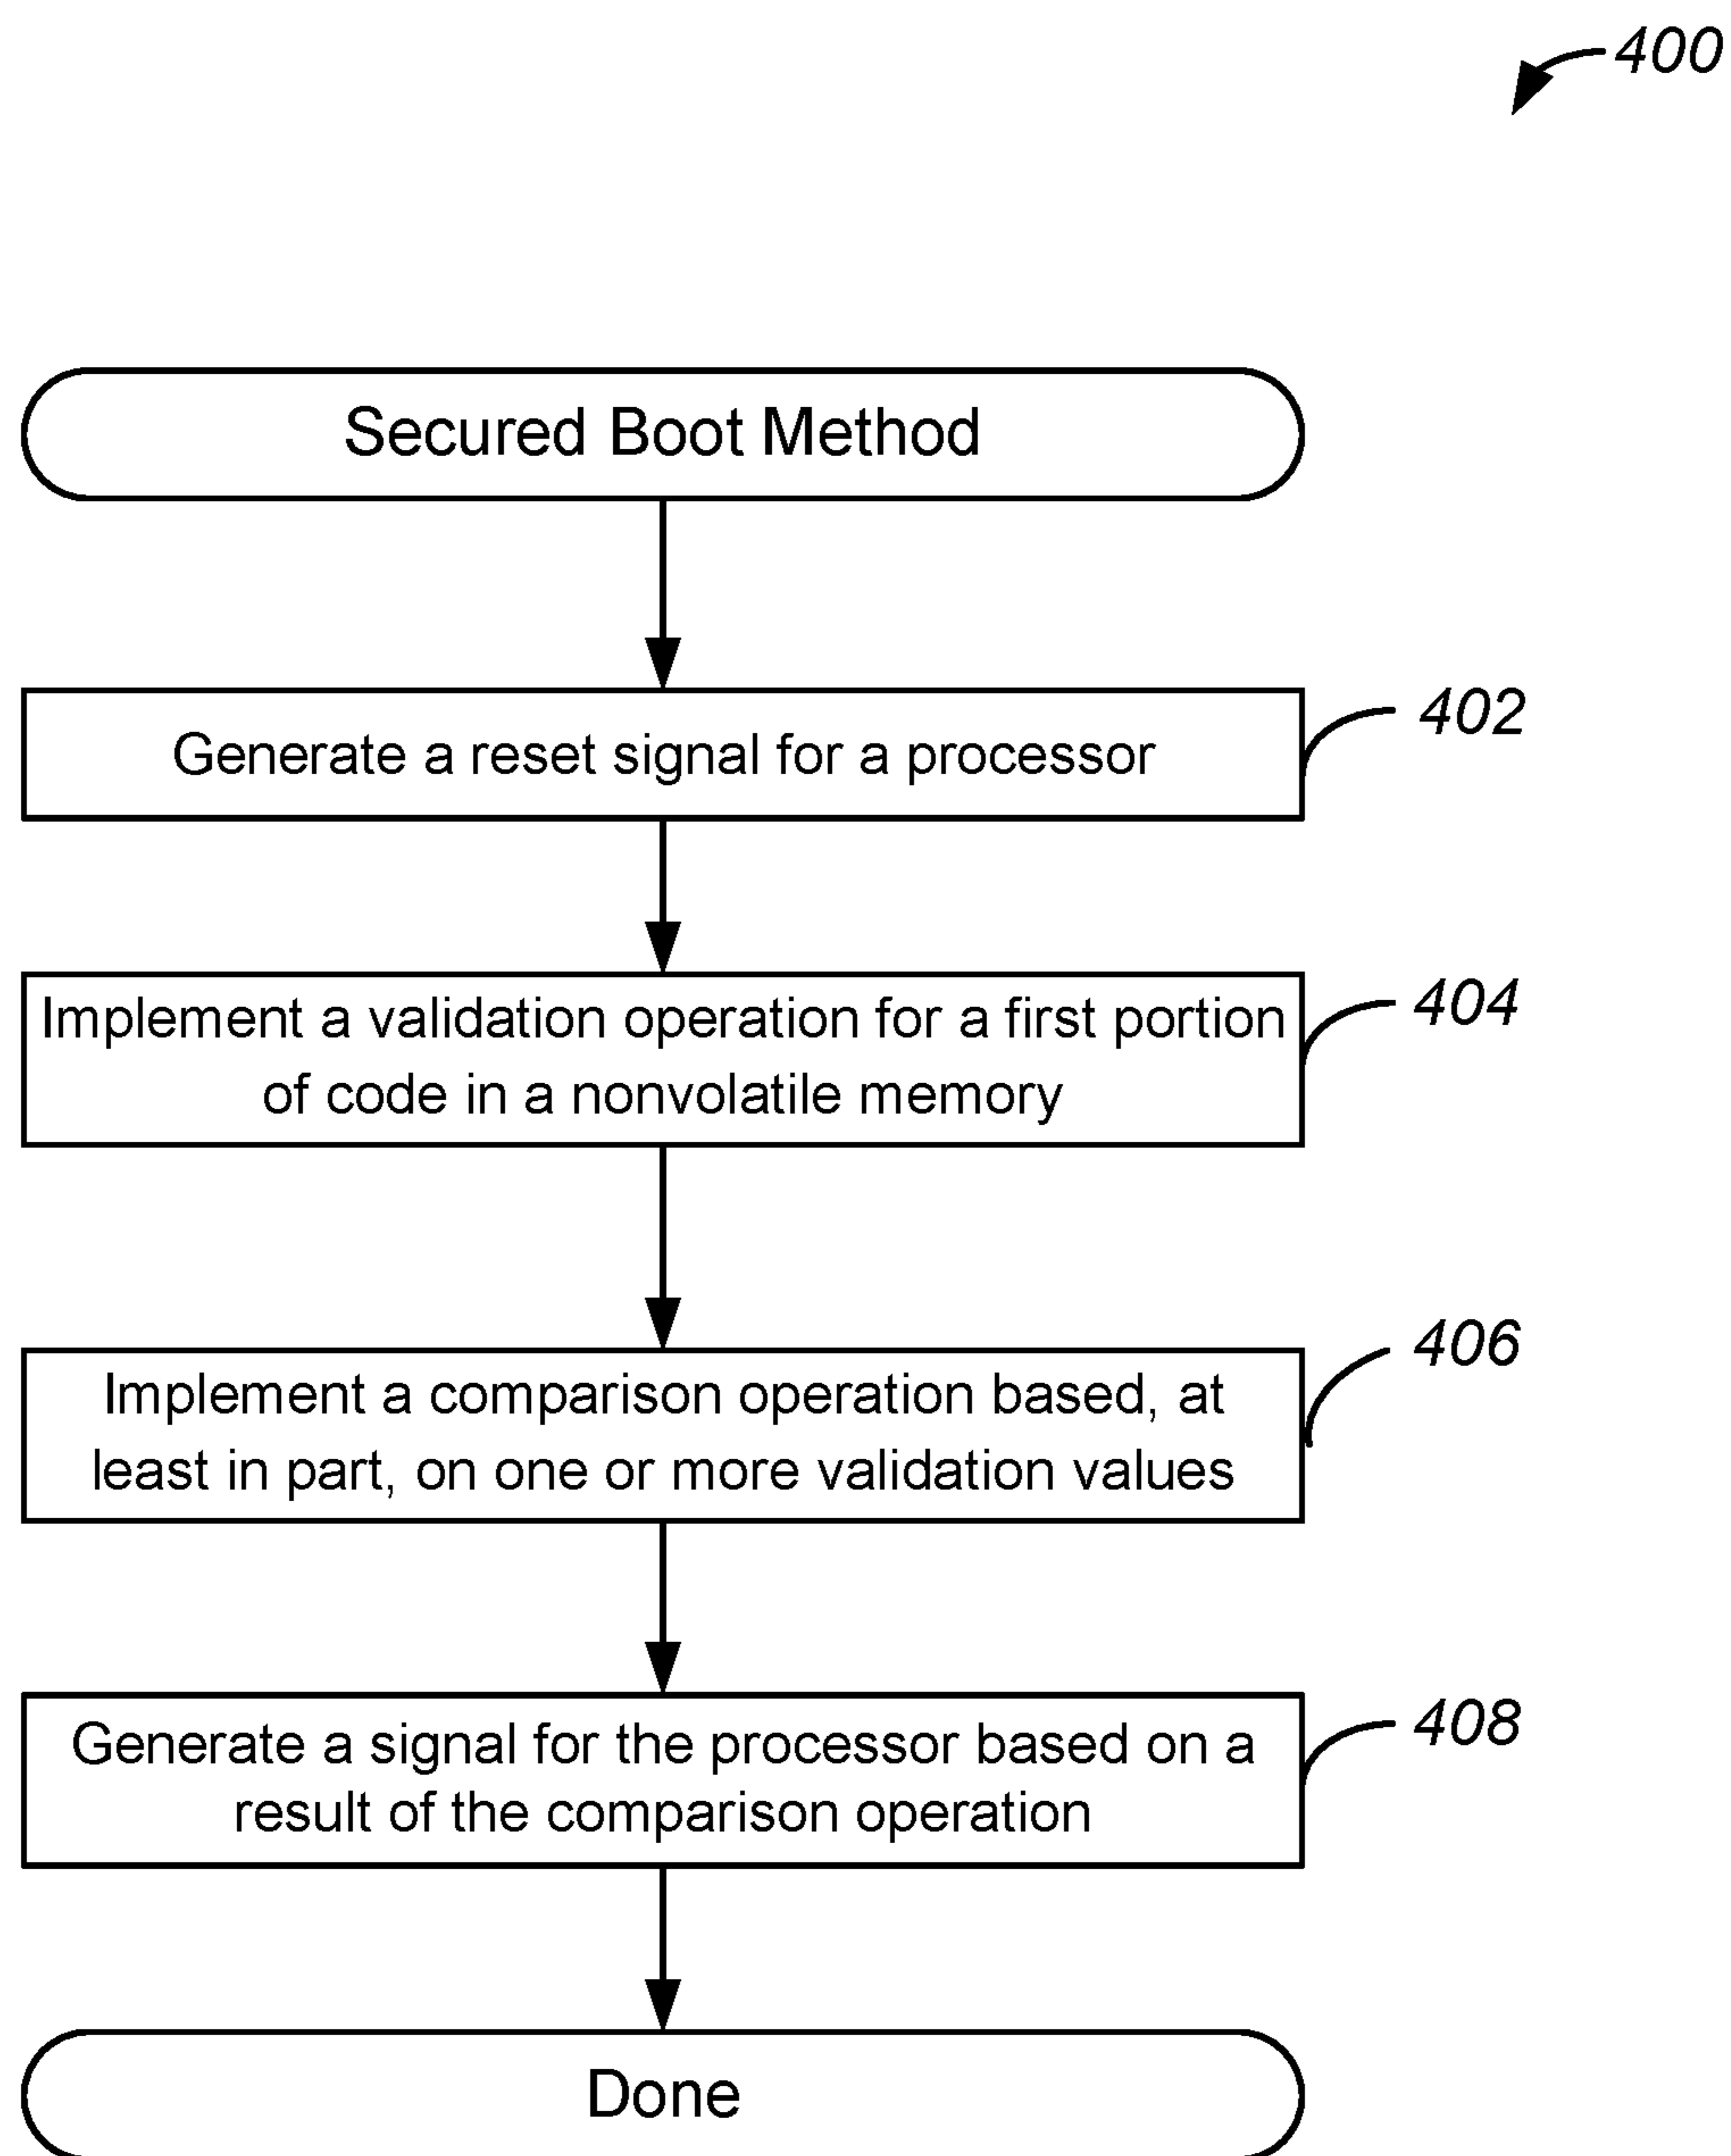 400
Secured Boot Method
Generate a reset signal for a processor
402
Implement a validation operation for a first portion
of code in a nonvolatile memory
404
Implement a comparison operation based, at
least in part, on one or more validation values
406
Generate a signal for the processor based on a
result of the comparison operation
408
Done